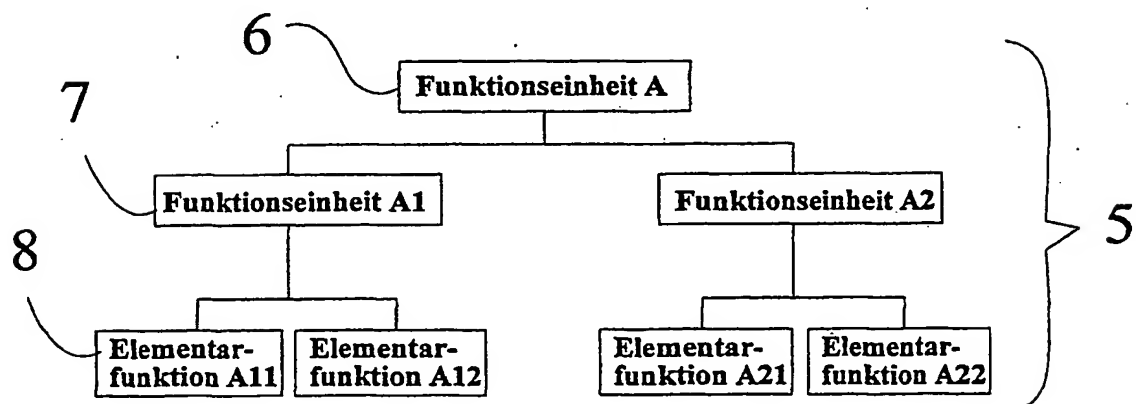 6
Funktionseinheit A
7
Funktionseinheit A1
Funktionseinheit A2
5
8
Elementar-
funktion A11
Elementar-
funktion A12
Elementar-
funktion A21
Elementar-
funktion A22